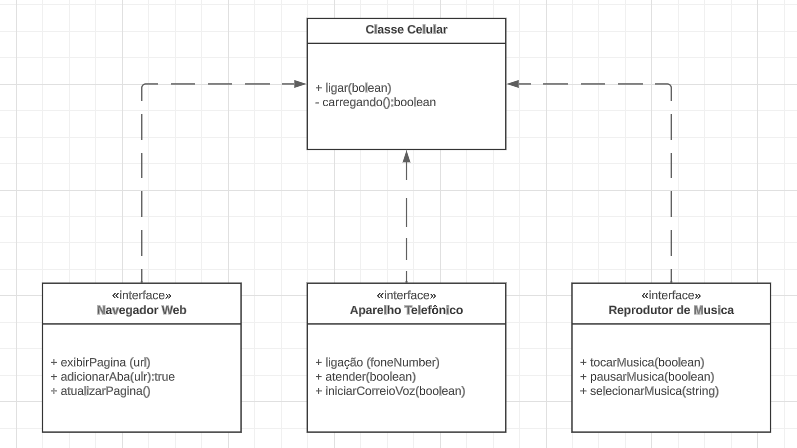 Classe Celular
+ ligar(bolean)
- carregando():boolean
«interface»
Navegador Web
+ exibirPagina (url)
+ adicionarAba(ulr):true
+ atualizarPagina()
«interface»
Aparelho Telefônico
+ ligação (foneNumber)
+ atender(boolean)
+ iniciarCorreioVoz(boolean)
«interface»
Reprodutor de Musica
+ tocarMusica(boolean)
+ pausarMusica(boolean)
+ selecionarMusica(string)